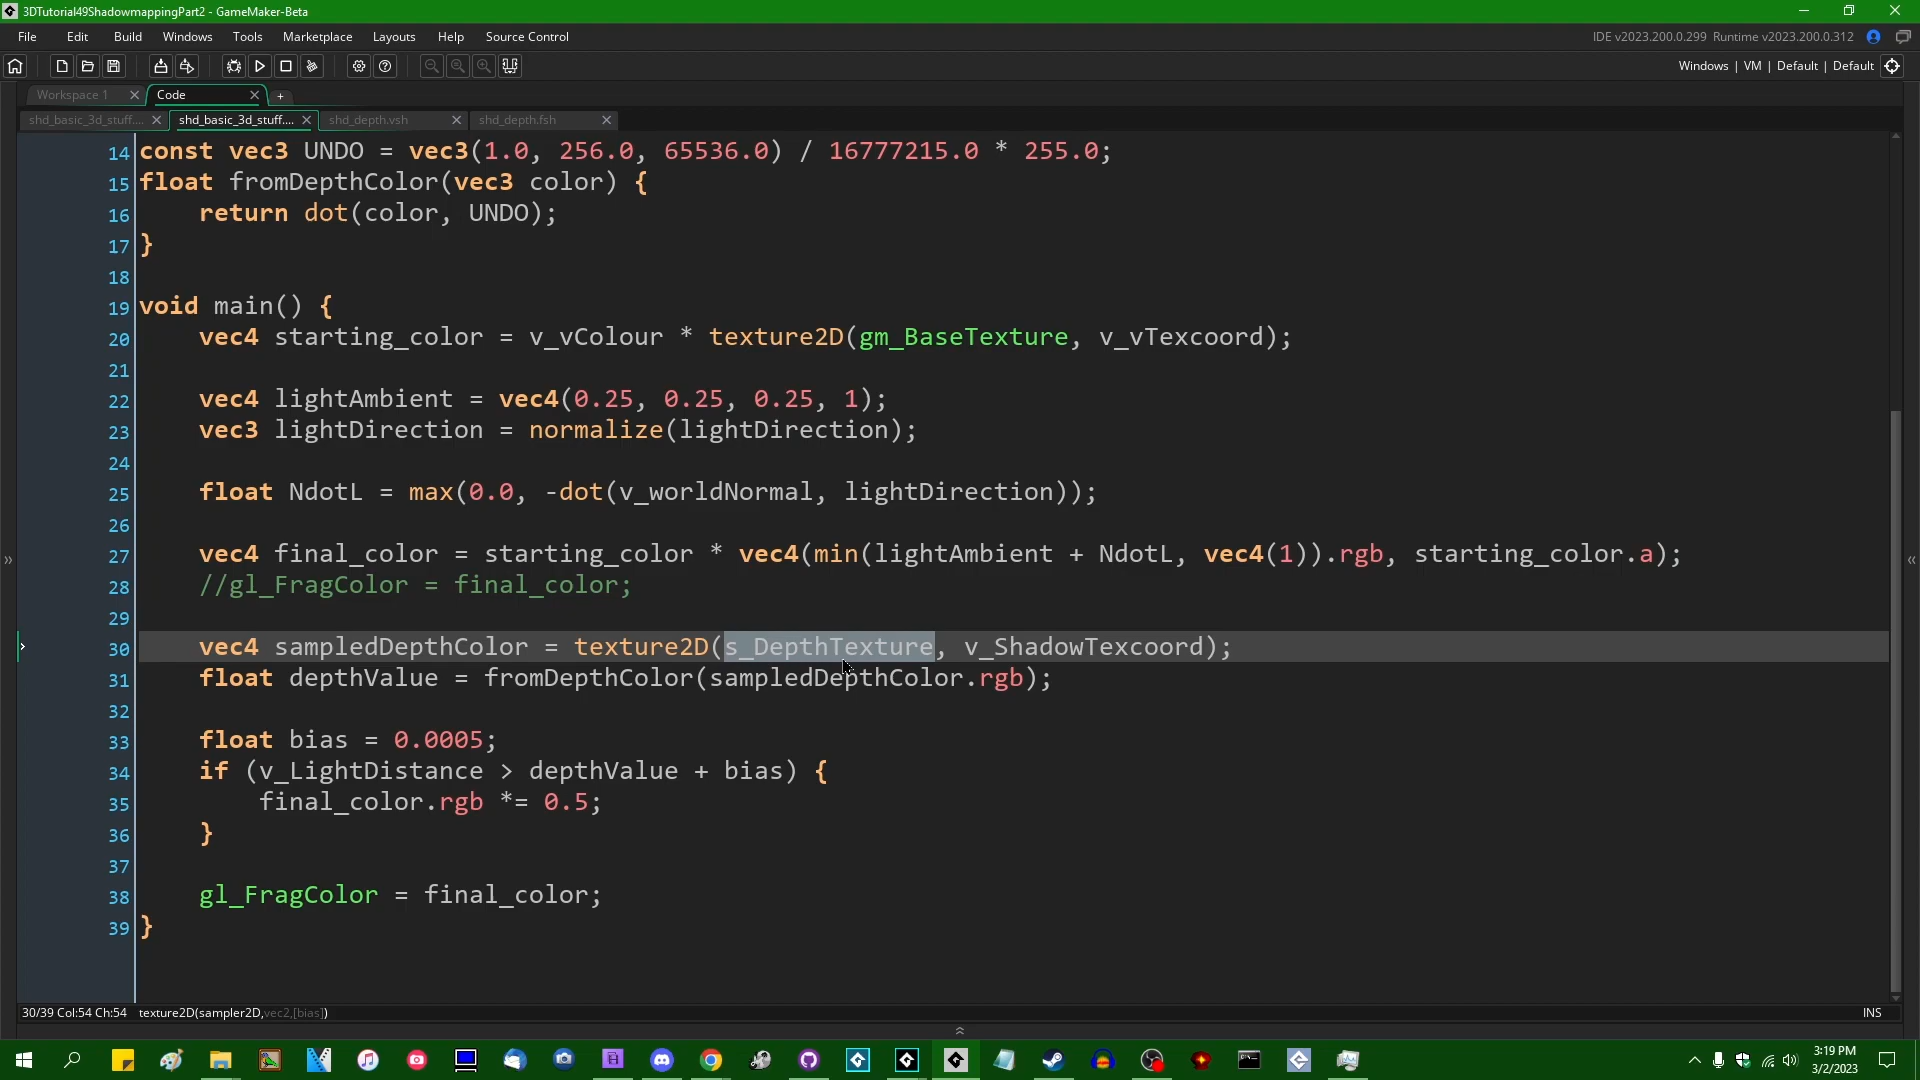 3DTutorial49ShadowmappingPart2 - GameMaker-Beta
File Edit Build Windows Tools Marketplace Layouts Help Source Control
IDE v2023.200.0.299 Runtime v2023.200.0.312
Windows | VM | Default | Default
Workspace 1 Code
shd_basic_3d_stuff.... shd_basic_3d_stuff.... shd_depth.vsh shd_depth.fsh
14 const vec3 UNDO = vec3(1.0, 256.0, 65536.0) / 16777215.0 * 255.0;
15 float fromDepthColor(vec3 color) {
16 return dot(color, UNDO);
17 }
18
19 void main() {
20 vec4 starting_color = v_vColour * texture2D(gm_BaseTexture, v_vTexcoord);
21
22 vec4 lightAmbient = vec4(0.25, 0.25, 0.25, 1);
23 vec3 lightDirection = normalize(lightDirection);
24
25 float NdotL = max(0.0, -dot(v_worldNormal, lightDirection));
26
27 vec4 final_color = starting_color * vec4(min(lightAmbient + NdotL, vec4(1)).rgb, starting_color.a);
28 //gl_FragColor = final_color;
29
30 vec4 sampledDepthColor = texture2D(s_DepthTexture, v_ShadowTexcoord);
31 float depthValue = fromDepthColor(sampledDepthColor.rgb);
32
33 float bias = 0.0005;
34 if (v_LightDistance > depthValue + bias) {
35 final_color.rgb *= 0.5;
36 }
37
38 gl_FragColor = final_color;
39 }
30/39 Col:54 Ch:54 texture2D(sampler2D,vec2,[bias]) INS
3:19 PM
3/2/2023